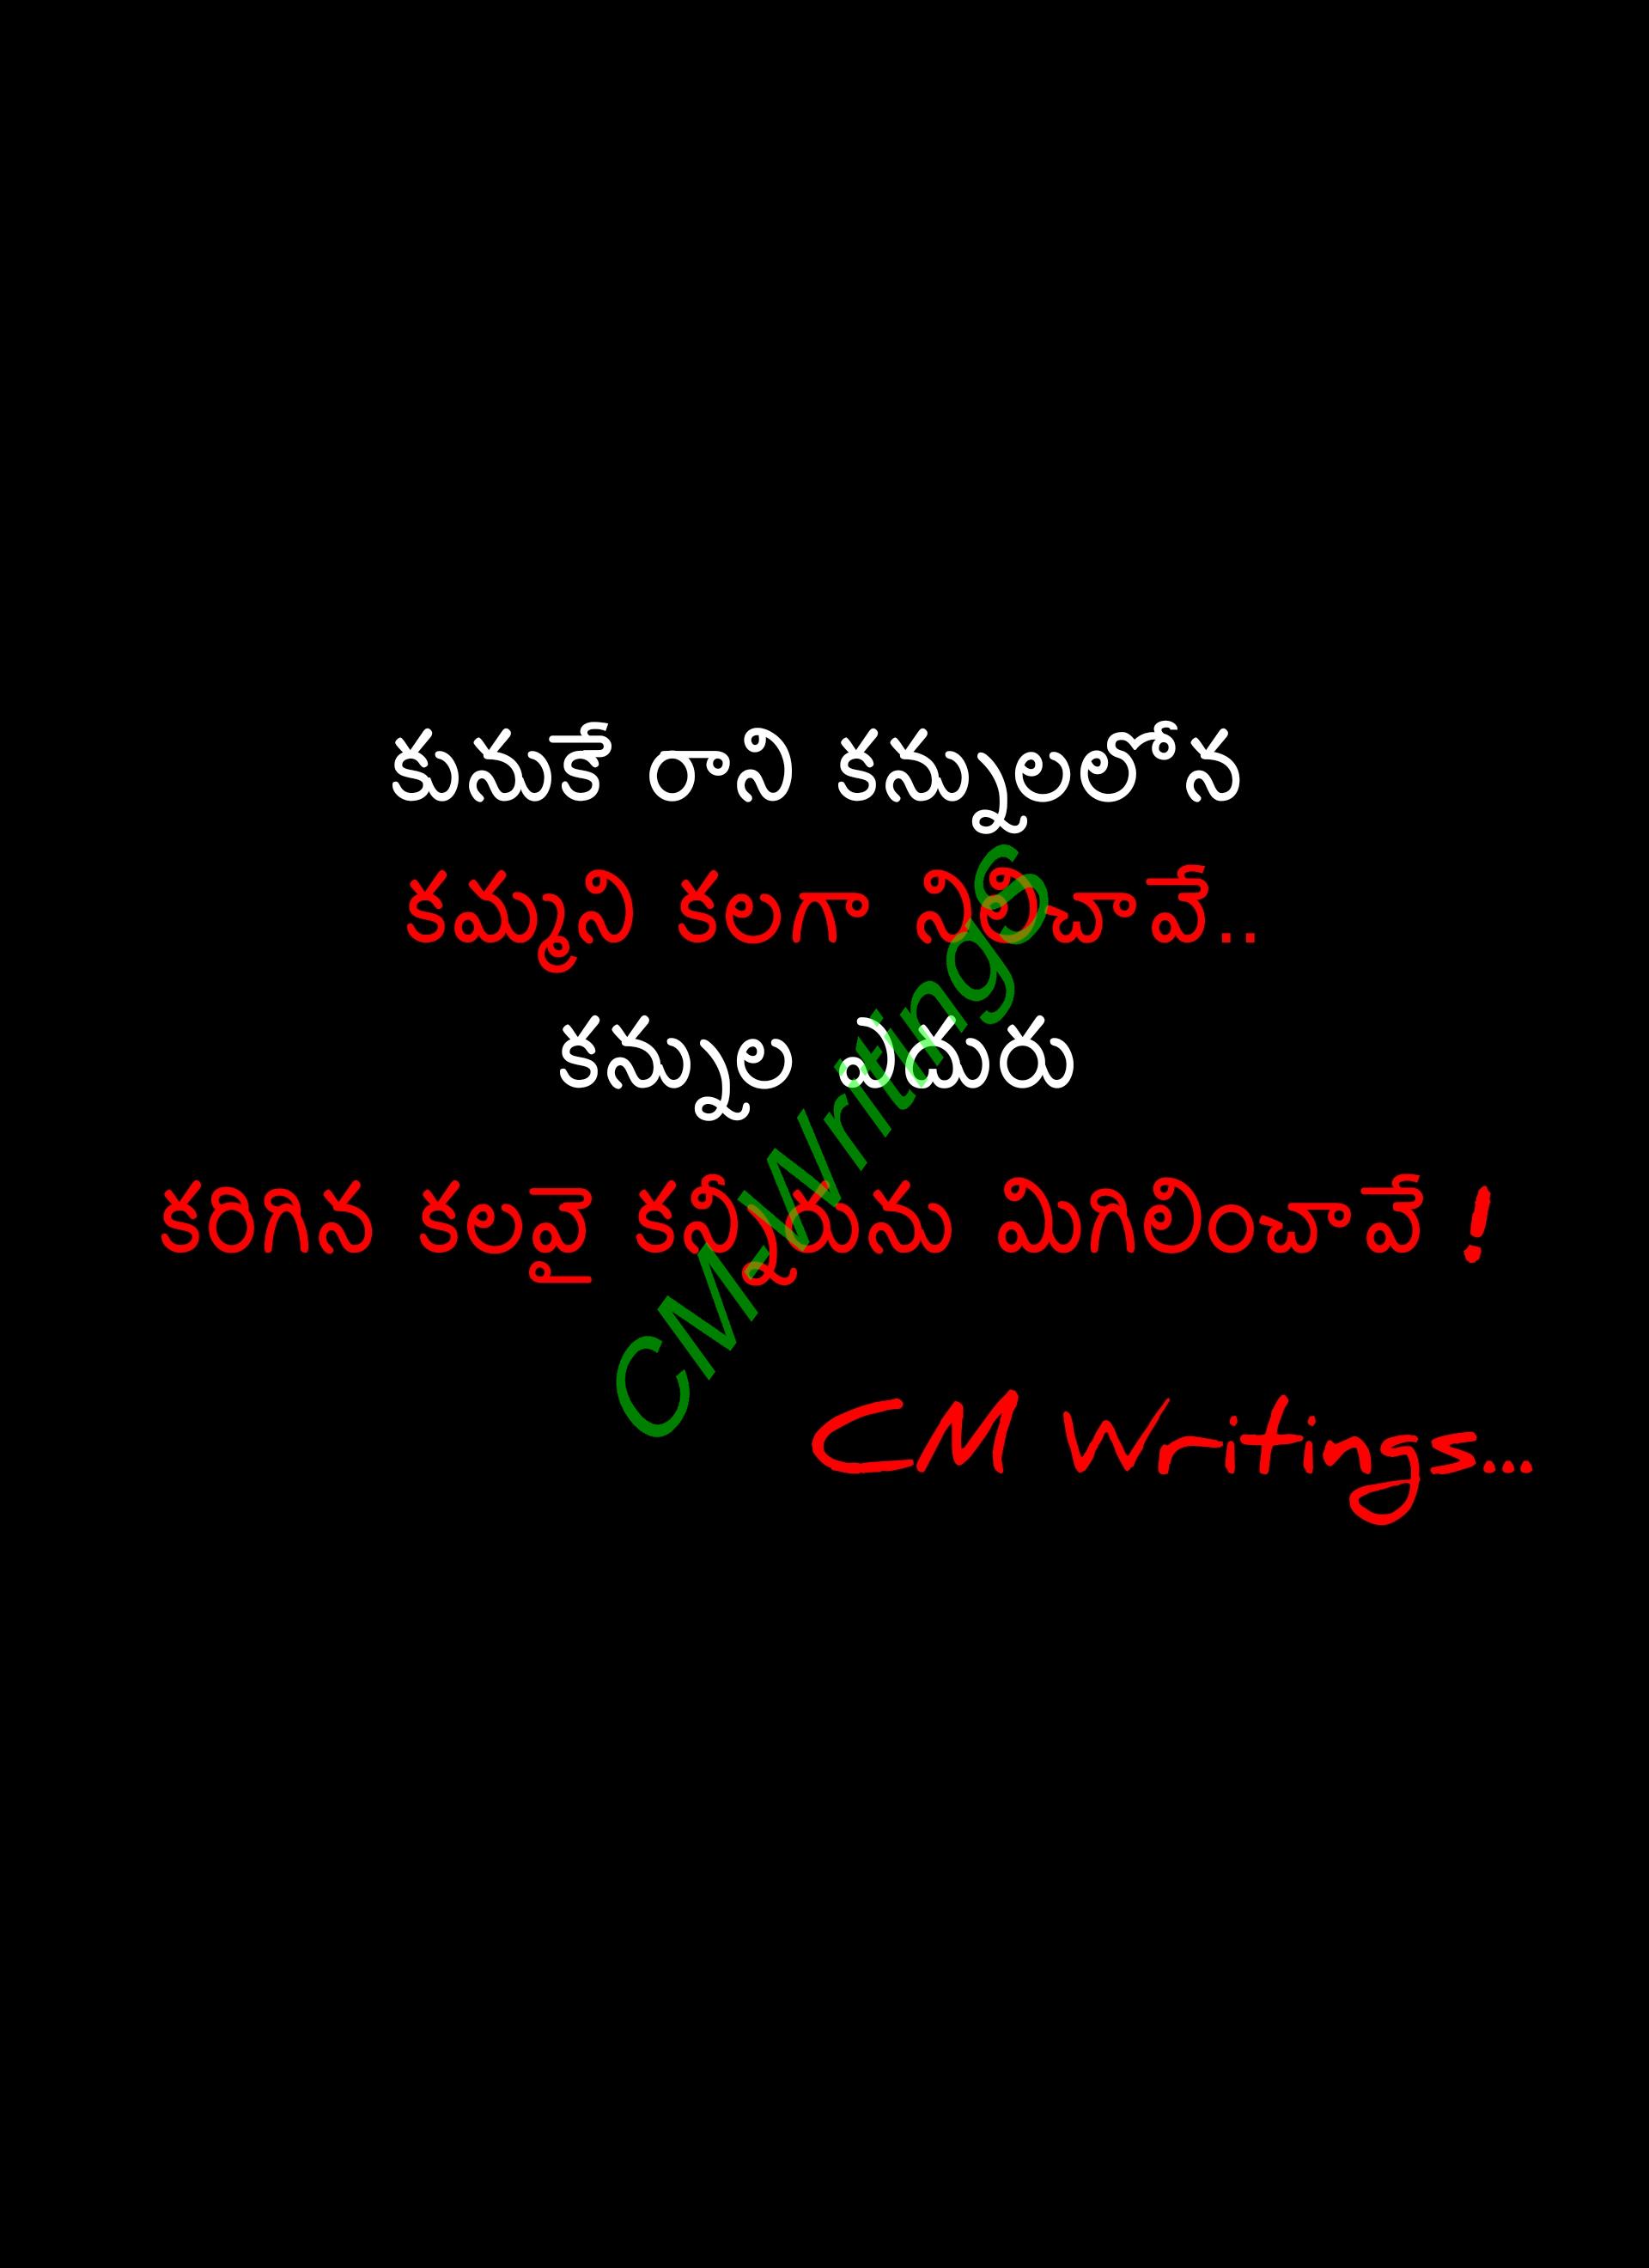 కునుకే రాని కన్నులలోన
కమ్మని కలగా నిలిచావే..
కన్నుల ఎదురు
కరిగిన కలవై కన్నీరును మిగిలించావే !
CM Writings
CM Writings...